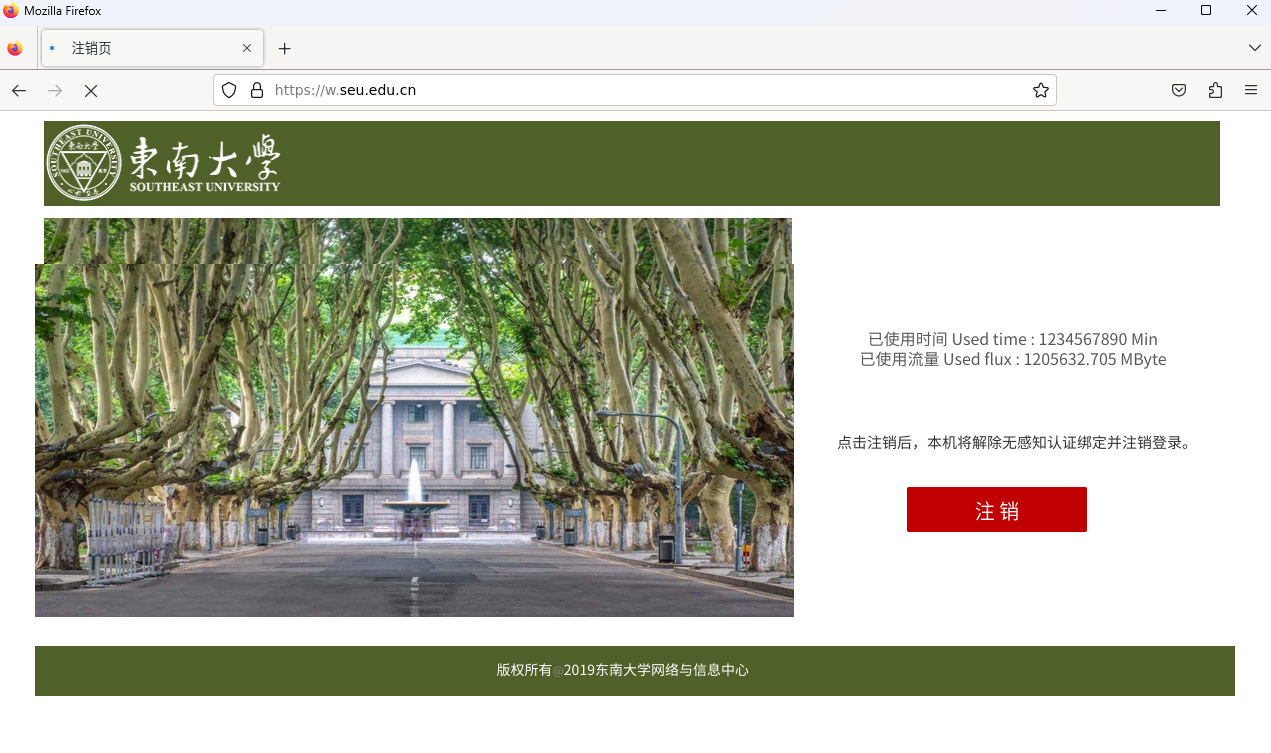 Mozilla Firefox
注销页
https://w.seu.edu.cn
東南大學
SOUTHEAST UNIVERSITY
已使用时间 Used time : 1234567890 Min
已使用流量 Used flux : 1205632.705 MByte
点击注销后，本机将解除无感知认证绑定并注销登录。
注 销
版权所有@2019东南大学网络与信息中心